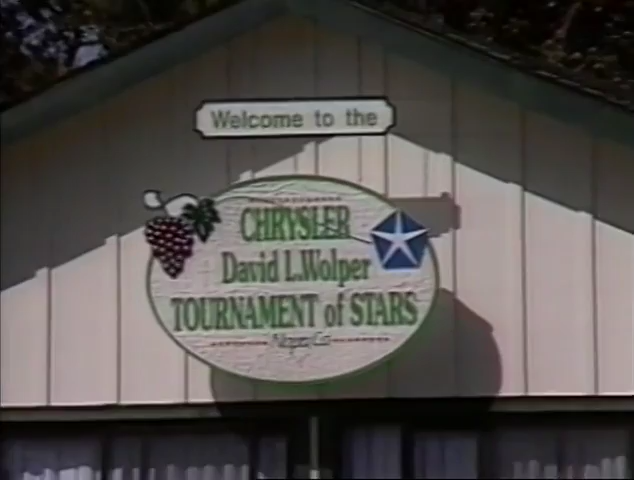 Welcome to the
CHRYSLER
David L.Wolper
TOURNAMENT of STARS